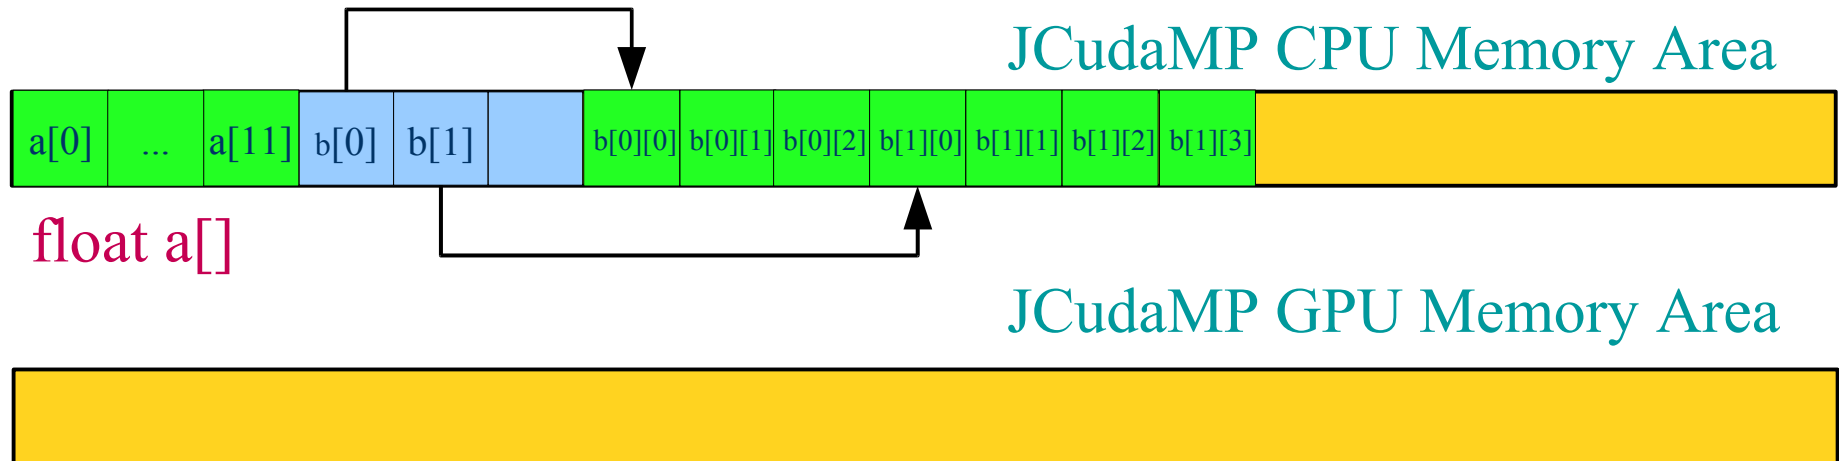 JCudaMP CPU Memory Area
a[0] ... a[11] b[0] b[1] b[0][0] b[0][1] b[0][2] b[1][0] b[1][1] b[1][2] b[1][3]
float a[]
JCudaMP GPU Memory Area